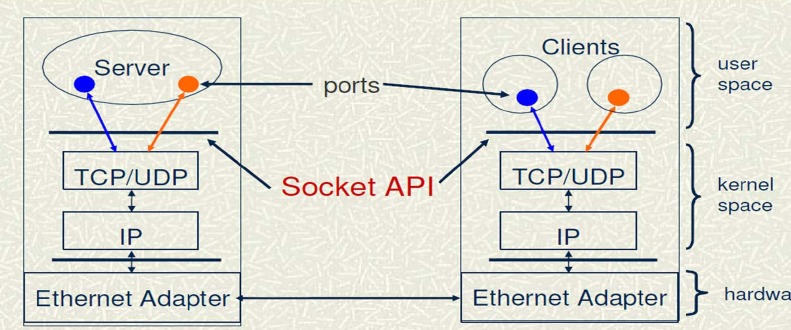 Server
ports
Clients
user
space
Socket API
TCP/UDP
TCP/UDP
kernel
space
IP
IP
Ethernet Adapter
Ethernet Adapter
hardwa